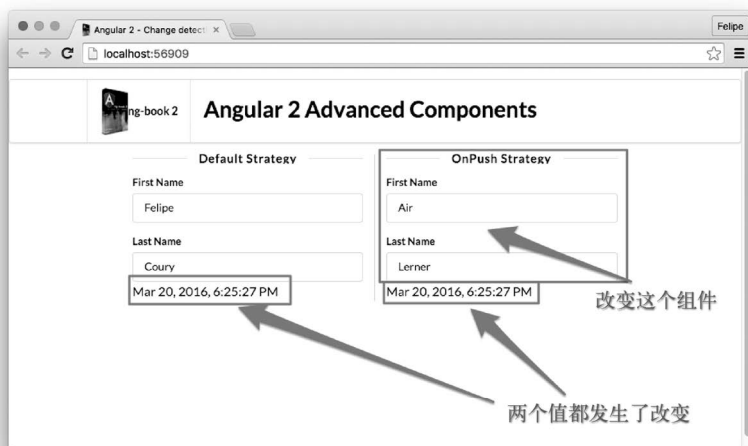 Felipe
Angular 2 - Change detect
localhost:56909
ng-book 2
Angular 2 Advanced Components
Default Strategy
First Name
Felipe
Last Name
Coury
Mar 20, 2016, 6:25:27 PM
OnPush Strategy
First Name
Air
Last Name
Lerner
Mar 20, 2016, 6:25:27 PM
改变这个组件
两个值都发生了改变